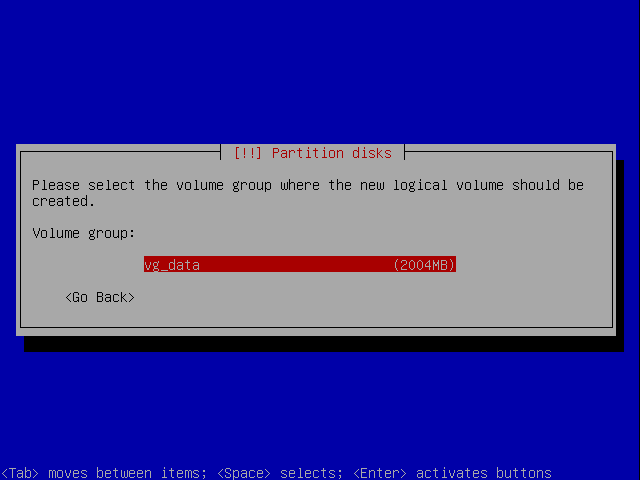 [!!] Partition disks
Please select the volume group where the new logical volume should be
created.
Volume group:
vg_data (2004MB)
<Go Back>
<Tab> moves between items; <Space> selects; <Enter> activates buttons